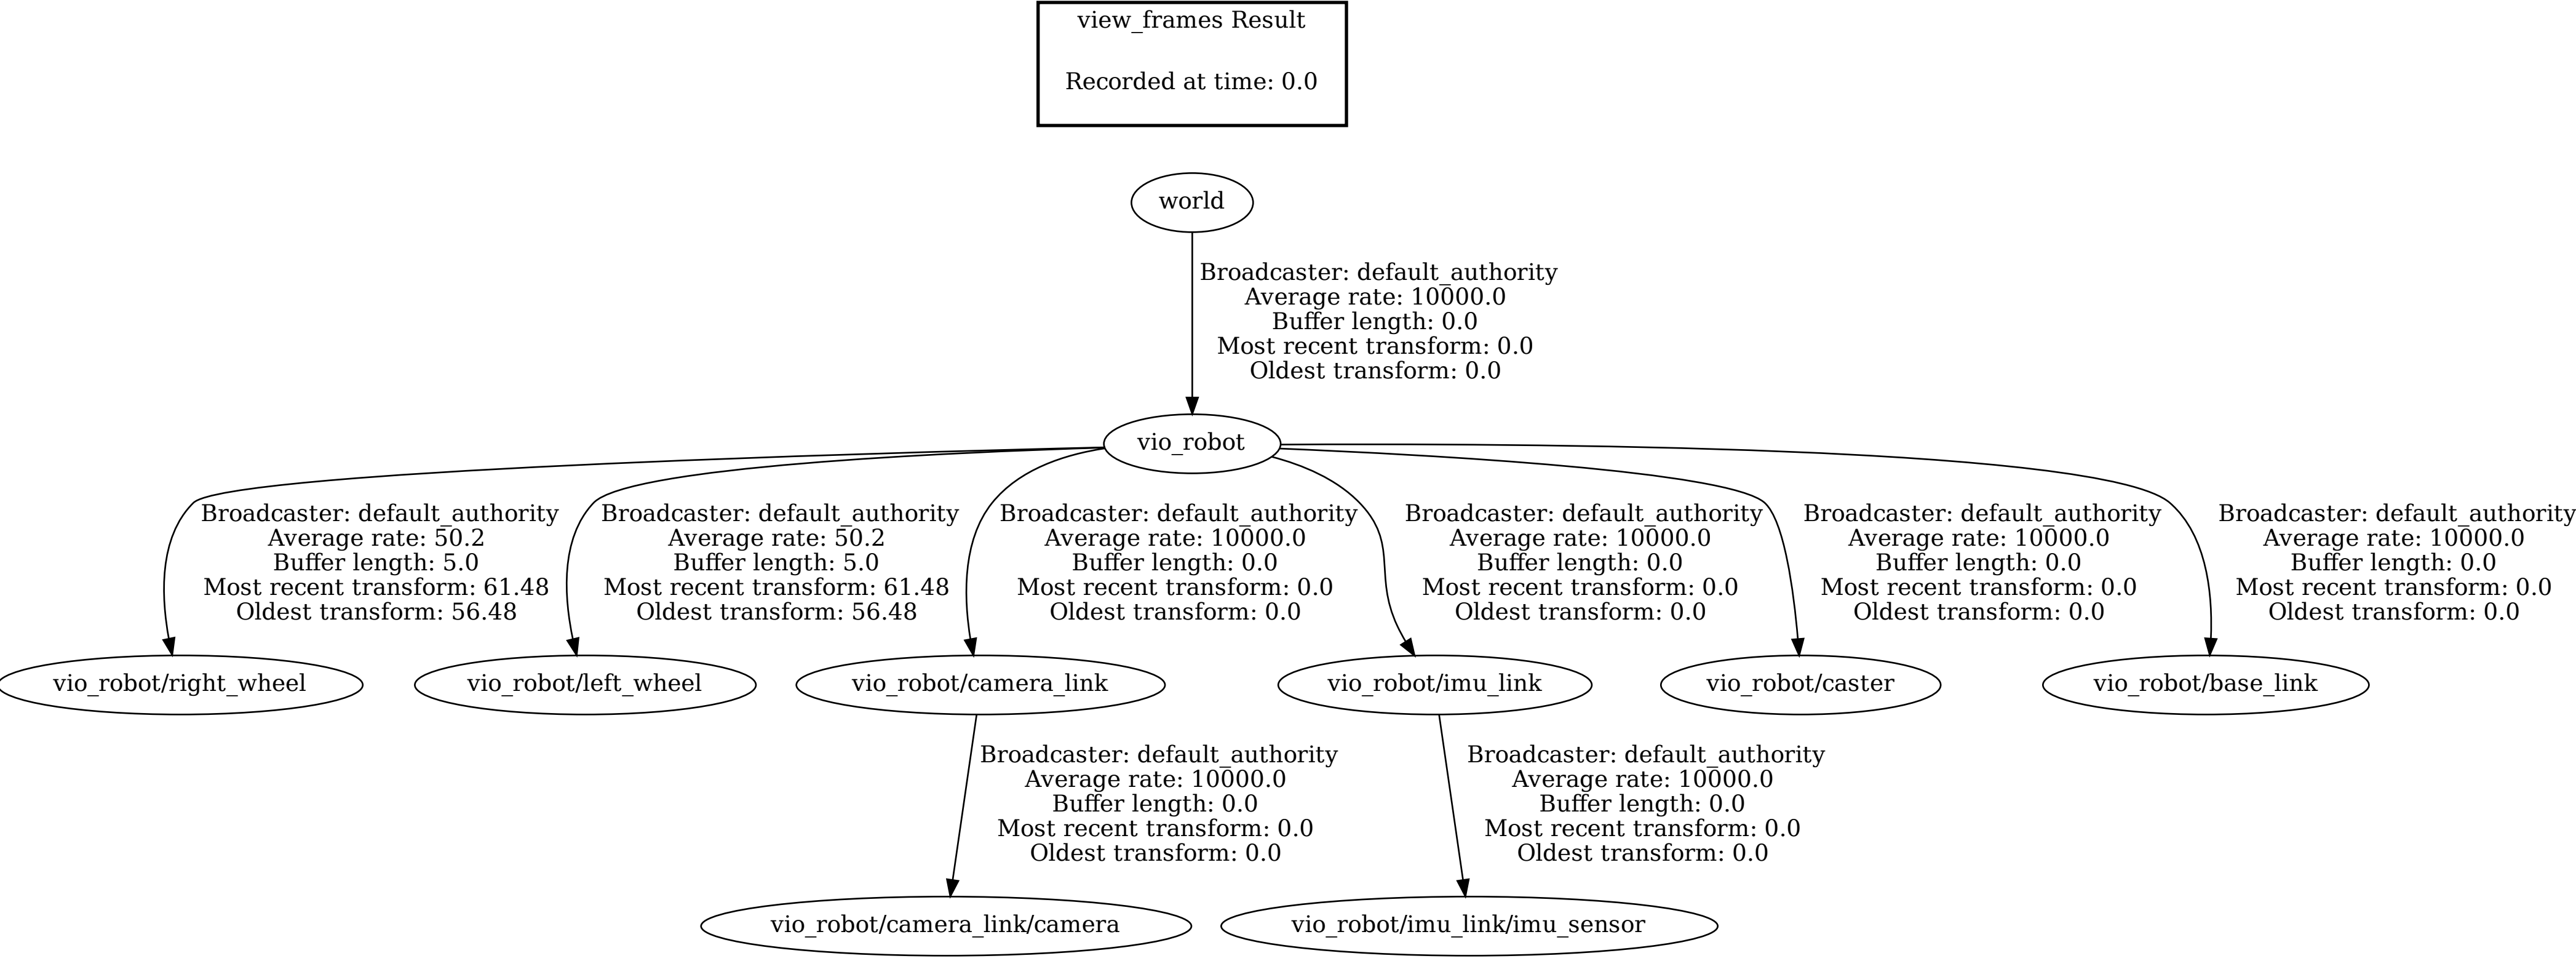 view_frames Result
Recorded at time: 0.0
world
Broadcaster: default_authority
Average rate: 10000.0
Buffer length: 0.0
Most recent transform: 0.0
Oldest transform: 0.0
vio_robot
Broadcaster: default_authority
Average rate: 50.2
Buffer length: 5.0
Most recent transform: 61.48
Oldest transform: 56.48
Broadcaster: default_authority
Average rate: 50.2
Buffer length: 5.0
Most recent transform: 61.48
Oldest transform: 56.48
Broadcaster: default_authority
Average rate: 10000.0
Buffer length: 0.0
Most recent transform: 0.0
Oldest transform: 0.0
Broadcaster: default_authority
Average rate: 10000.0
Buffer length: 0.0
Most recent transform: 0.0
Oldest transform: 0.0
Broadcaster: default_authority
Average rate: 10000.0
Buffer length: 0.0
Most recent transform: 0.0
Oldest transform: 0.0
Broadcaster: default_authority
Average rate: 10000.0
Buffer length: 0.0
Most recent transform: 0.0
Oldest transform: 0.0
vio_robot/right_wheel
vio_robot/left_wheel
vio_robot/camera_link
vio_robot/imu_link
vio_robot/caster
vio_robot/base_link
Broadcaster: default_authority
Average rate: 10000.0
Buffer length: 0.0
Most recent transform: 0.0
Oldest transform: 0.0
Broadcaster: default_authority
Average rate: 10000.0
Buffer length: 0.0
Most recent transform: 0.0
Oldest transform: 0.0
vio_robot/camera_link/camera
vio_robot/imu_link/imu_sensor